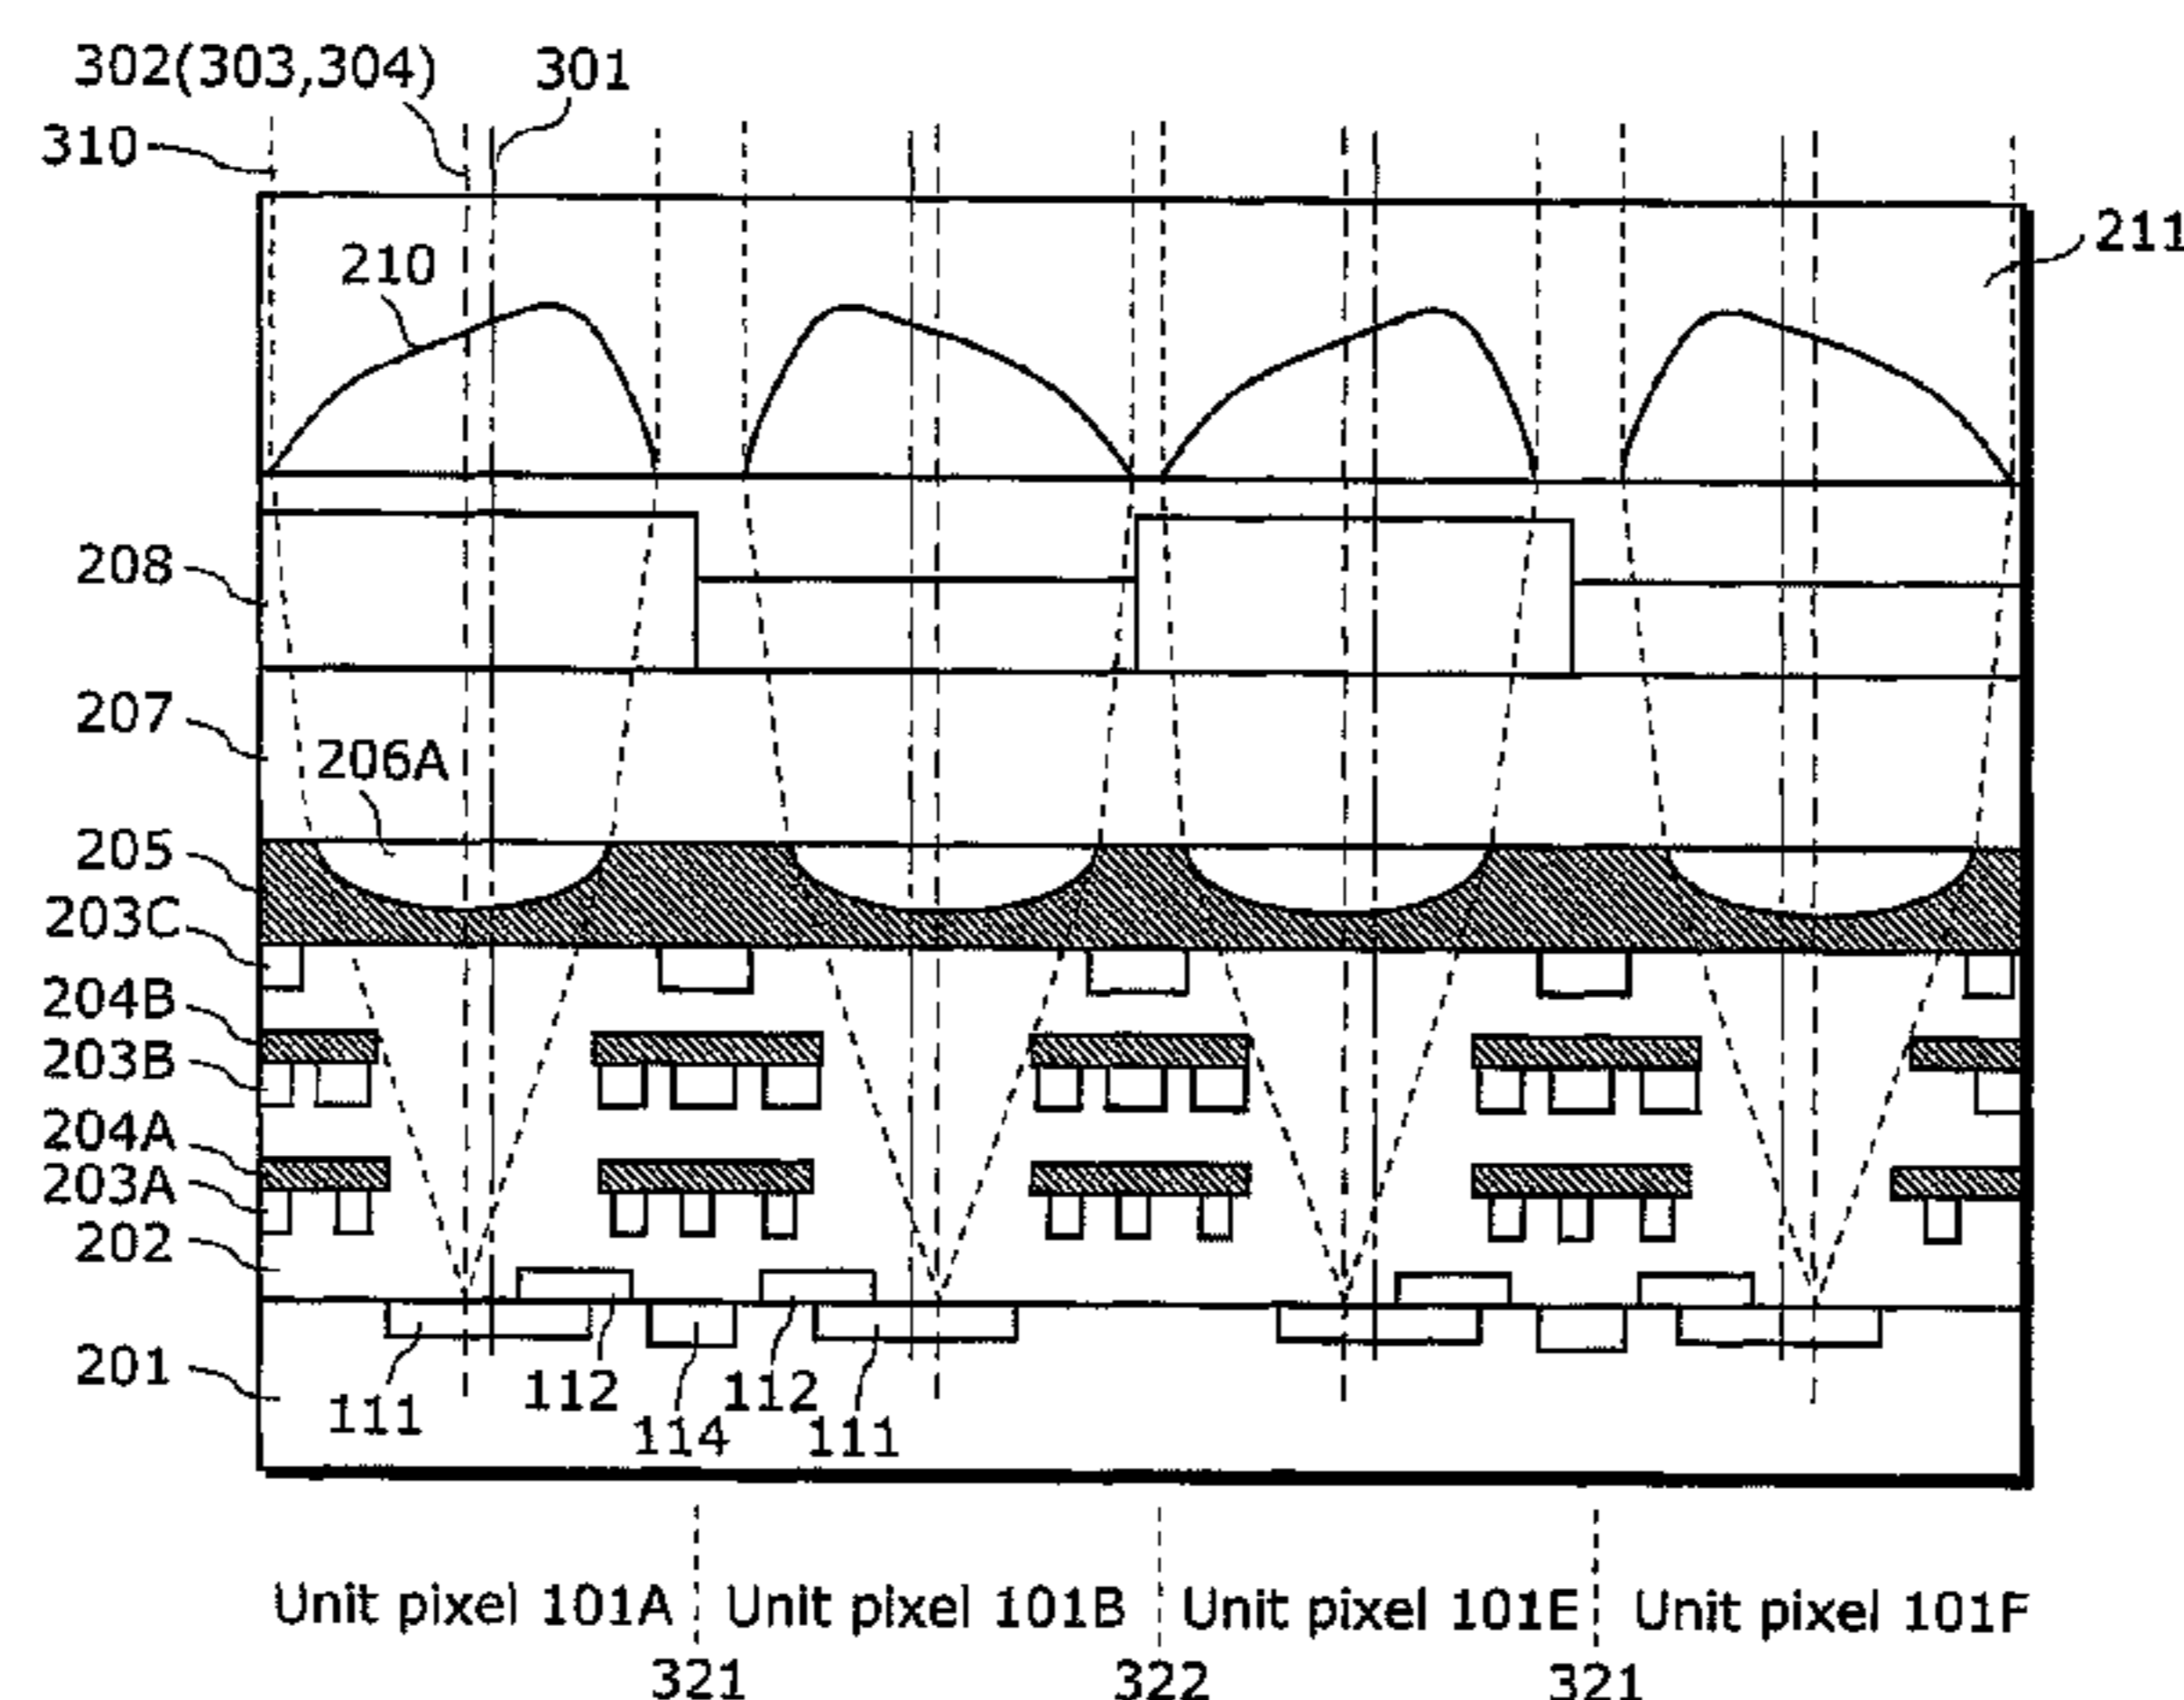 302(303,304)
301
310
211
210
208
207
206A
205
203C
204B
203B
204A
203A
202
201
111
112
114
112
111
Unit pixel 101A
Unit pixel 101B
Unit pixel 101E
Unit pixel 101F
321
322
321